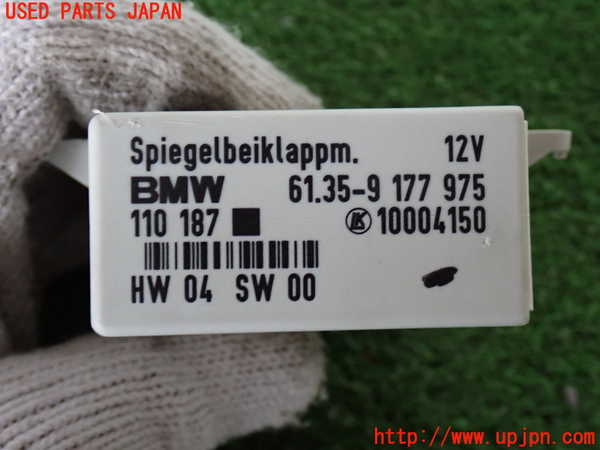 USED PARTS JAPAN
Spiegelbeiklappm. 12V
BMW 61.35-9 177 975
110 187 LK 10004150
HW 04 SW 00
http://www.upjpn.com/